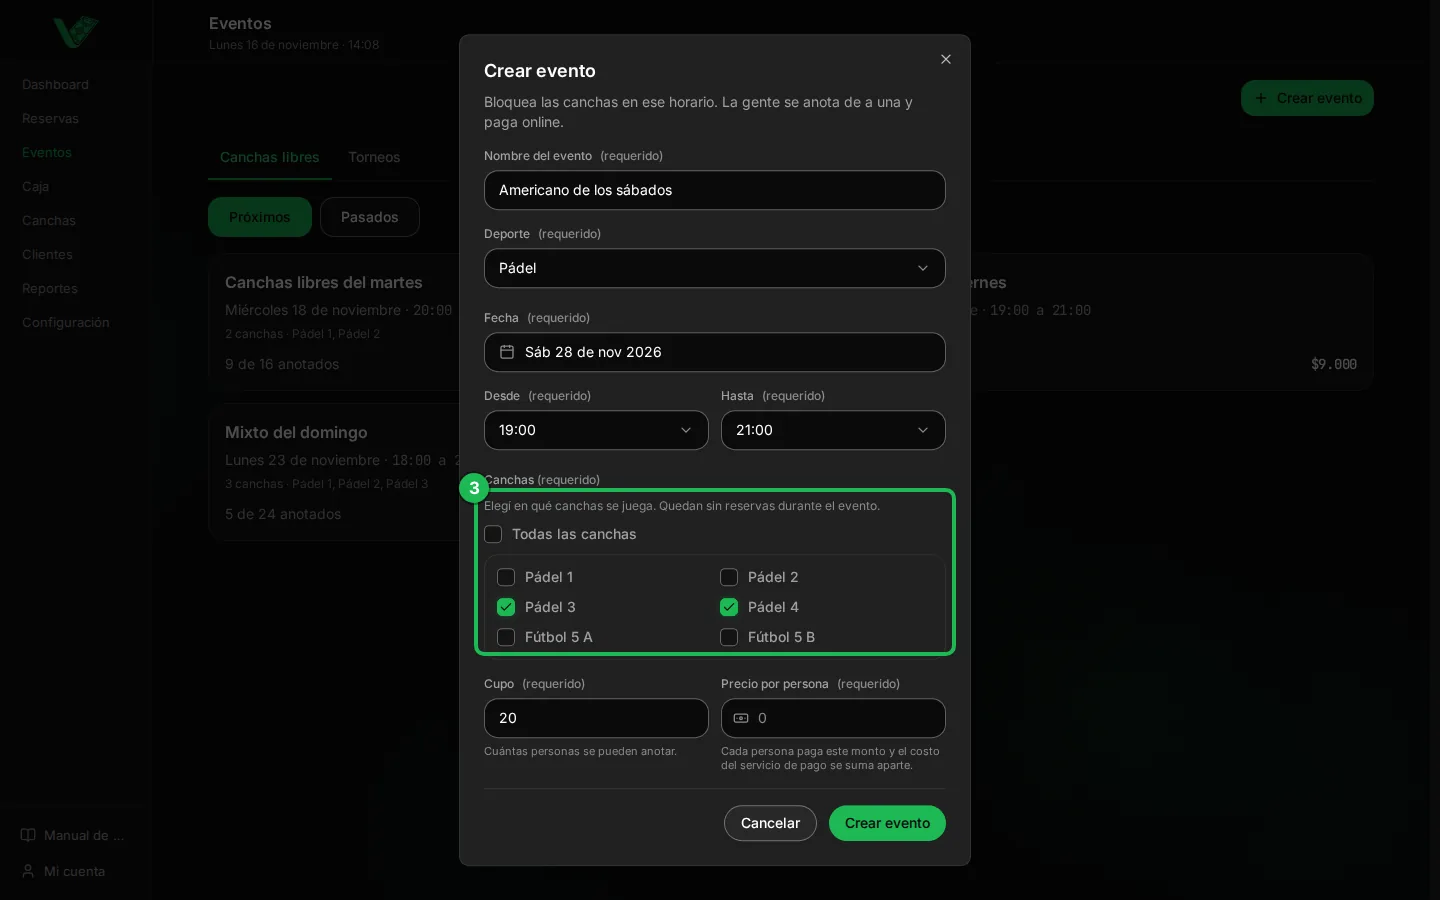 Eventos
Lunes 16 de noviembre · 14:08
Dashboard
Reservas
Eventos
Caja
Canchas
Clientes
Reportes
Configuración
Manual de ...
Mi cuenta
+ Crear evento
Canchas libres
Torneos
Próximos
Pasados
Canchas libres del martes
Miércoles 18 de noviembre · 20:00
2 canchas · Pádel 1, Pádel 2
9 de 16 anotados
19:00 a 21:00
$9.000
Mixto del domingo
Lunes 23 de noviembre · 18:00 a
3 canchas · Pádel 1, Pádel 2, Pádel 3
5 de 24 anotados
Crear evento
Bloquea las canchas en ese horario. La gente se anota de a una y
paga online.
Nombre del evento (requerido)
Americano de los sábados
Deporte (requerido)
Pádel
Fecha (requerido)
Sáb 28 de nov 2026
Desde (requerido)
Hasta (requerido)
19:00
21:00
3
Canchas (requerido)
Elegí en qué canchas se juega. Quedan sin reservas durante el evento.
Todas las canchas
Pádel 1
Pádel 2
Pádel 3
Pádel 4
Fútbol 5 A
Fútbol 5 B
Cupo (requerido)
Precio por persona (requerido)
20
0
Cuántas personas se pueden anotar.
Cada persona paga este monto y el costo
del servicio de pago se suma aparte.
Cancelar
Crear evento